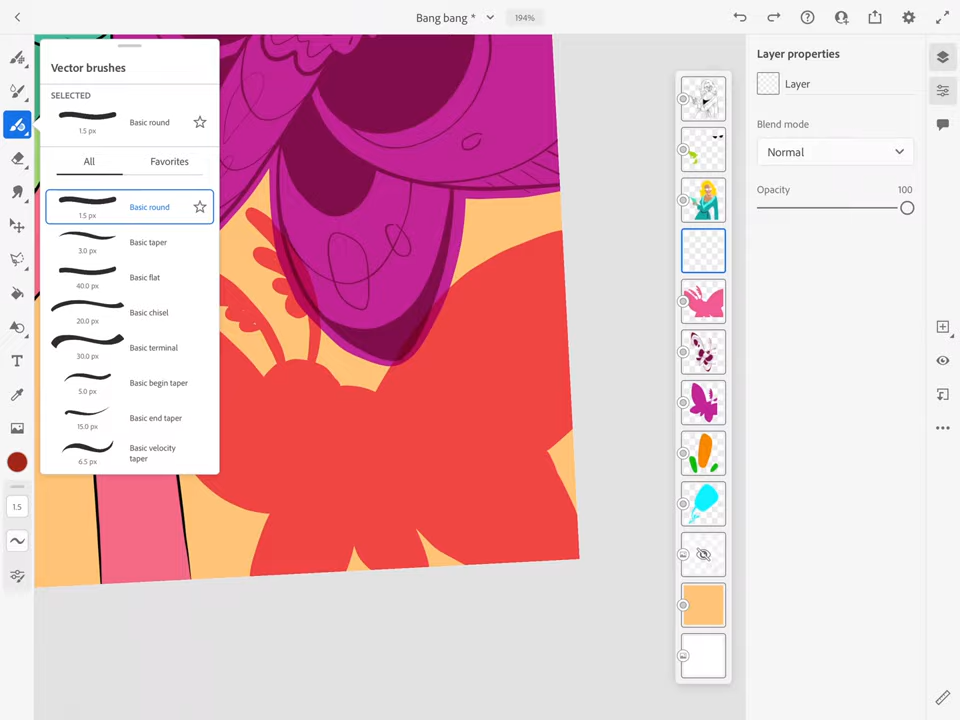 Bang bang *
194%
Vector brushes
SELECTED
Basic round
1.5 px
All Favorites
Basic round
1.5 px
Basic taper
3.0 px
Basic flat
40.0 px
Basic chisel
20.0 px
Basic terminal
30.0 px
Basic begin taper
5.0 px
Basic end taper
15.0 px
Basic velocity
taper
6.5 px
1.5
Layer properties
Layer
Blend mode
Normal
Opacity 100